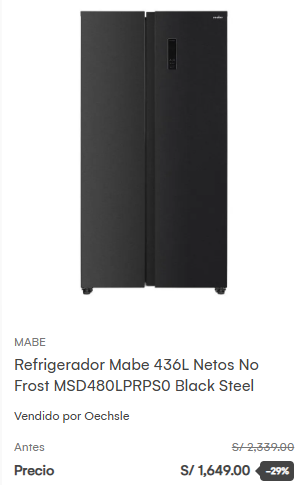 MABE
Refrigerador Mabe 436L Netos No
Frost MSD480LPRPS0 Black Steel
Vendido por Oechsle
Antes S/ 2,339.00
Precio S/ 1,649.00 -29%